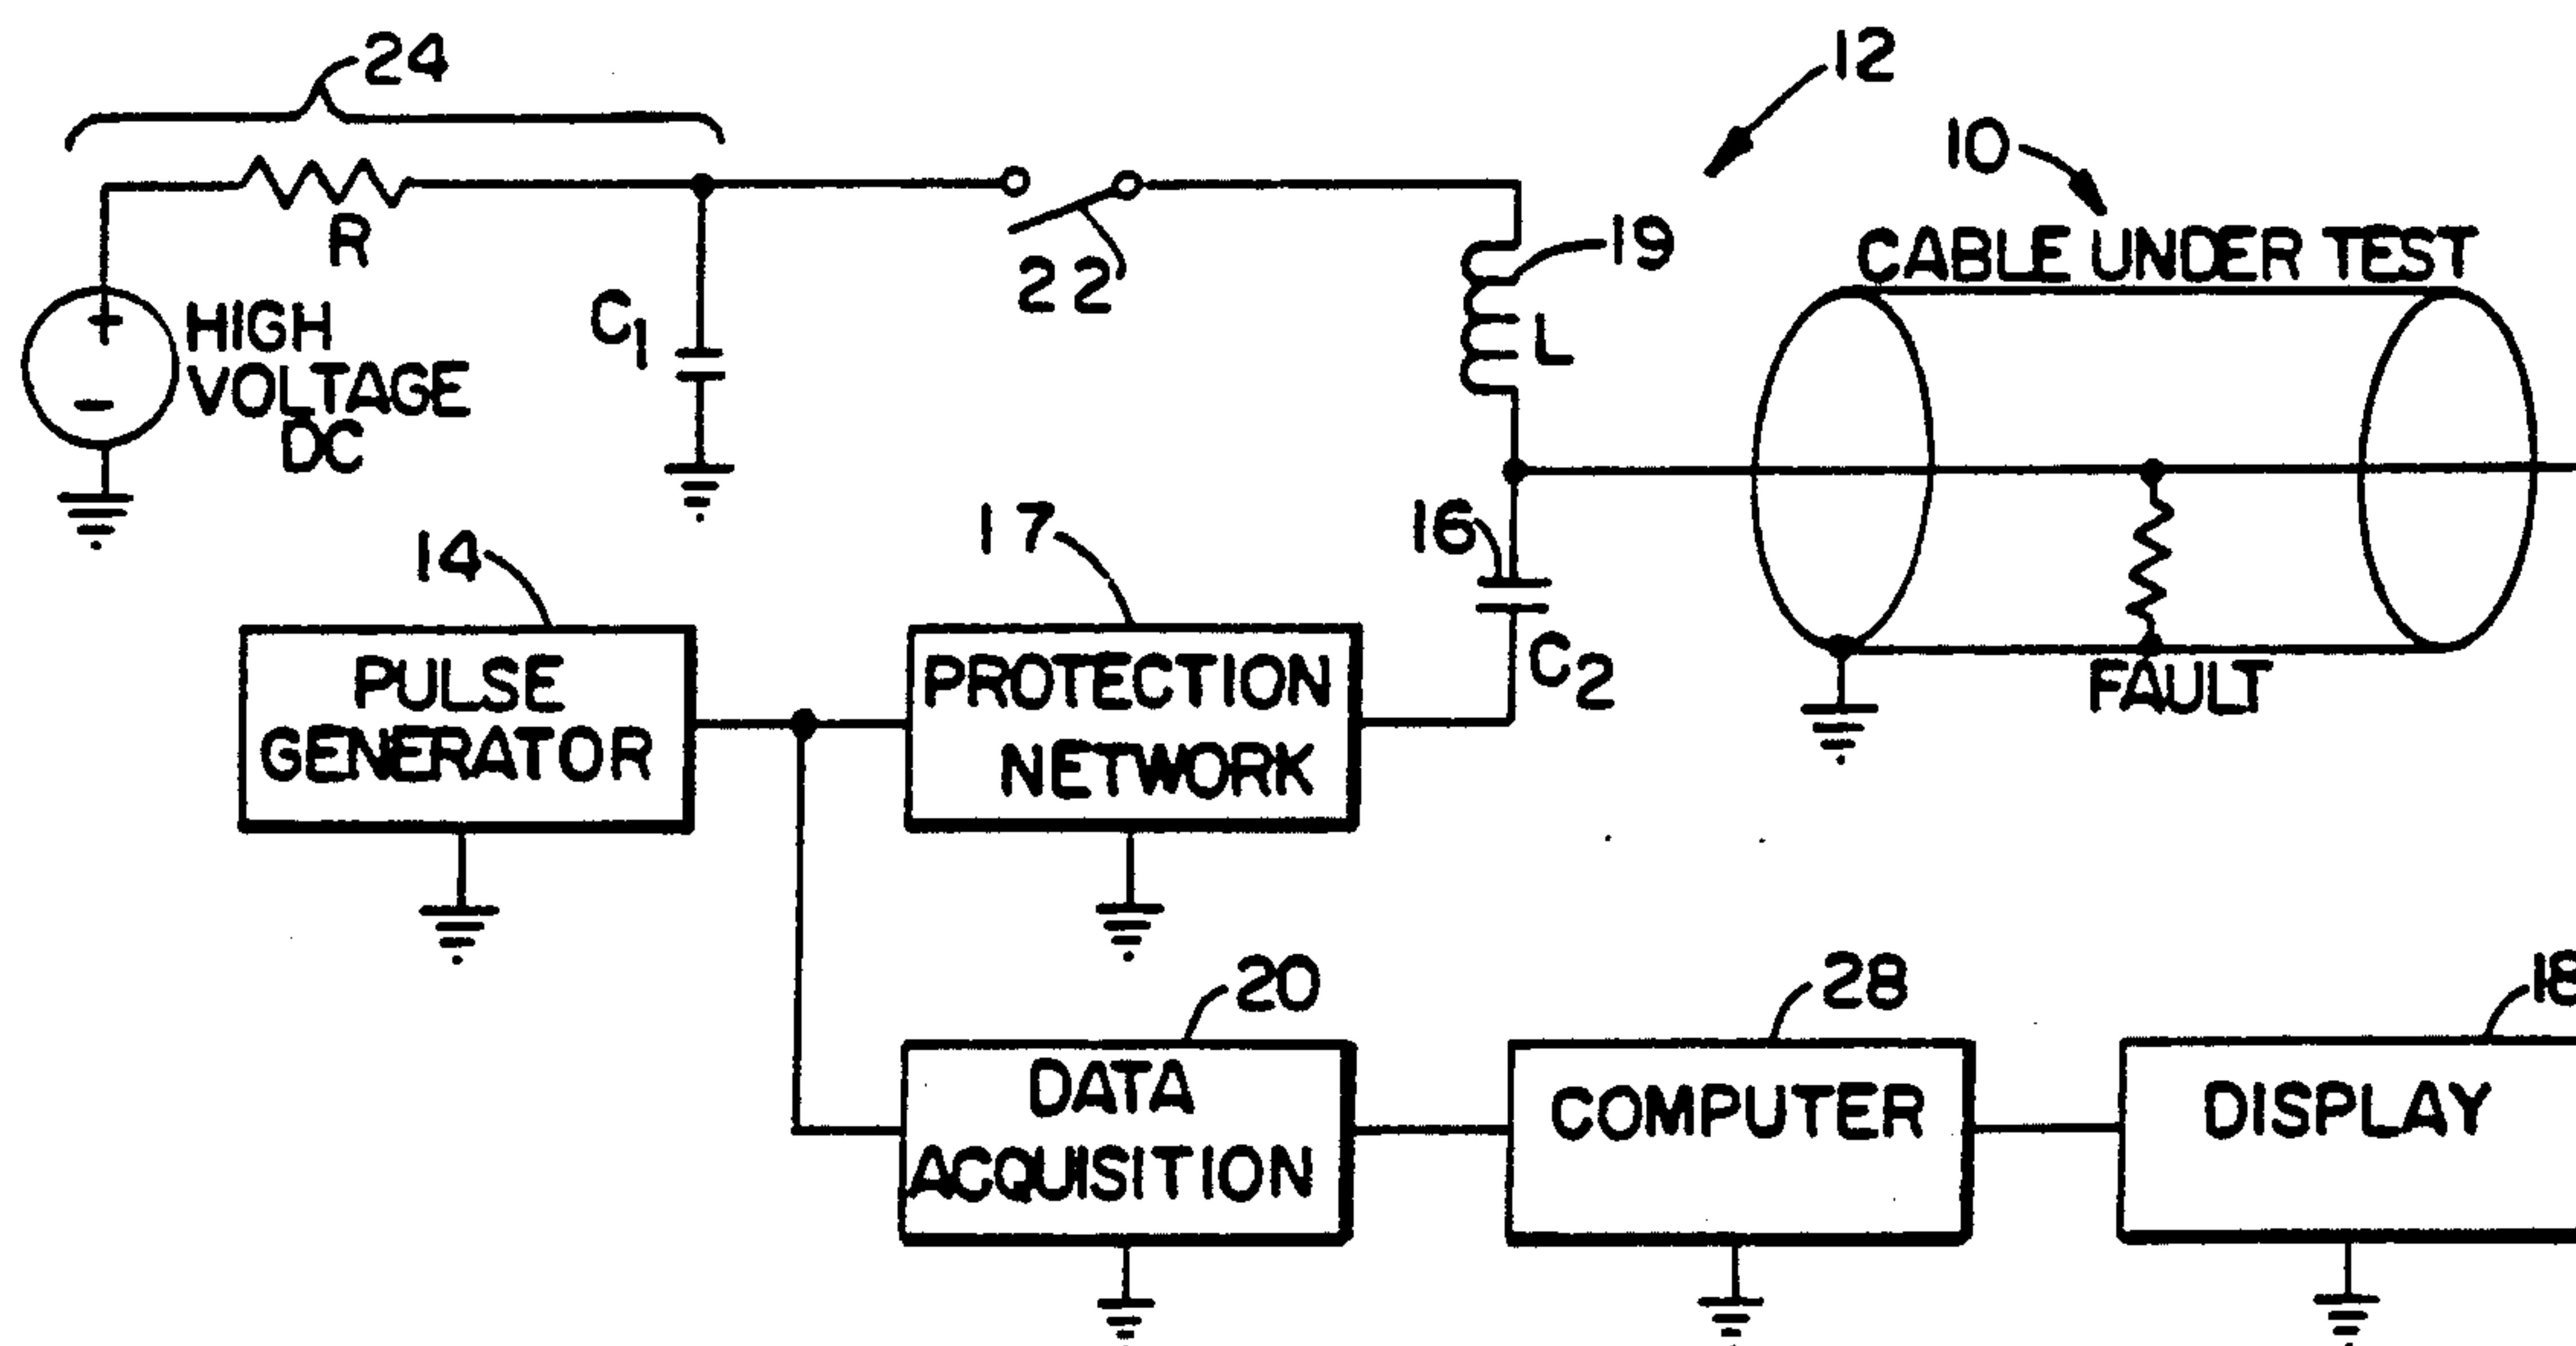 24
12
10
R
22
19
CABLE UNDER TEST
+
HIGH
VOLTAGE
DC
-
C1
L
14
17
16
C2
FAULT
PULSE
GENERATOR
PROTECTION
NETWORK
20
28
18
DATA
ACQUISITION
COMPUTER
DISPLAY